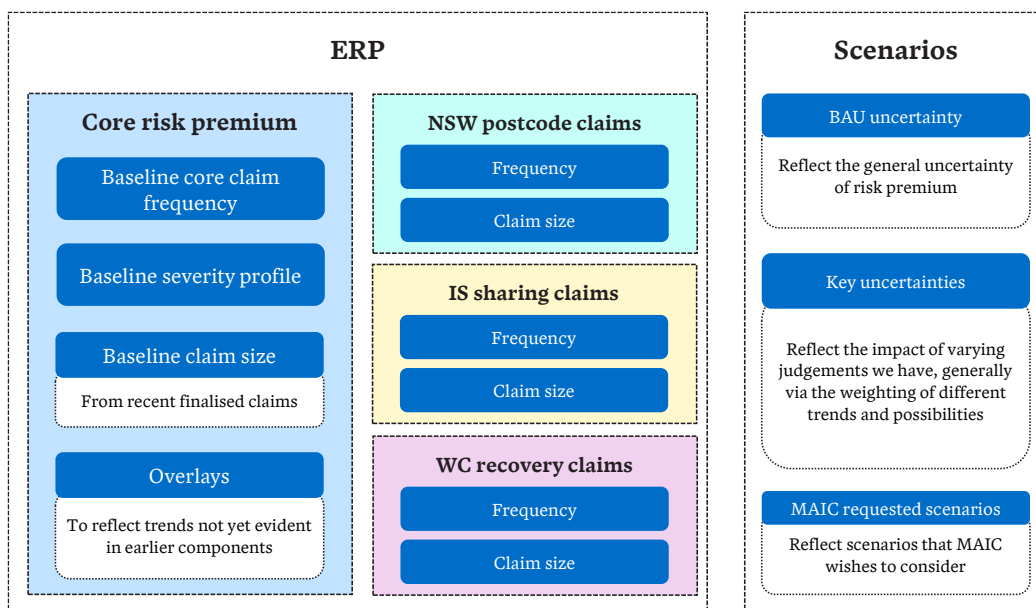 ERP
Core risk premium
Baseline core claim
frequency
Baseline severity profile
Baseline claim size
From recent finalised claims
Overlays
To reflect trends not yet evident
in earlier components
NSW postcode claims
Frequency
Claim size
IS sharing claims
Frequency
Claim size
WC recovery claims
Frequency
Claim size
Scenarios
BAU uncertainty
Reflect the general uncertainty
of risk premium
Key uncertainties
Reflect the impact of varying
judgements we have, generally
via the weighting of different
trends and possibilities
MAIC requested scenarios
Reflect scenarios that MAIC
wishes to consider